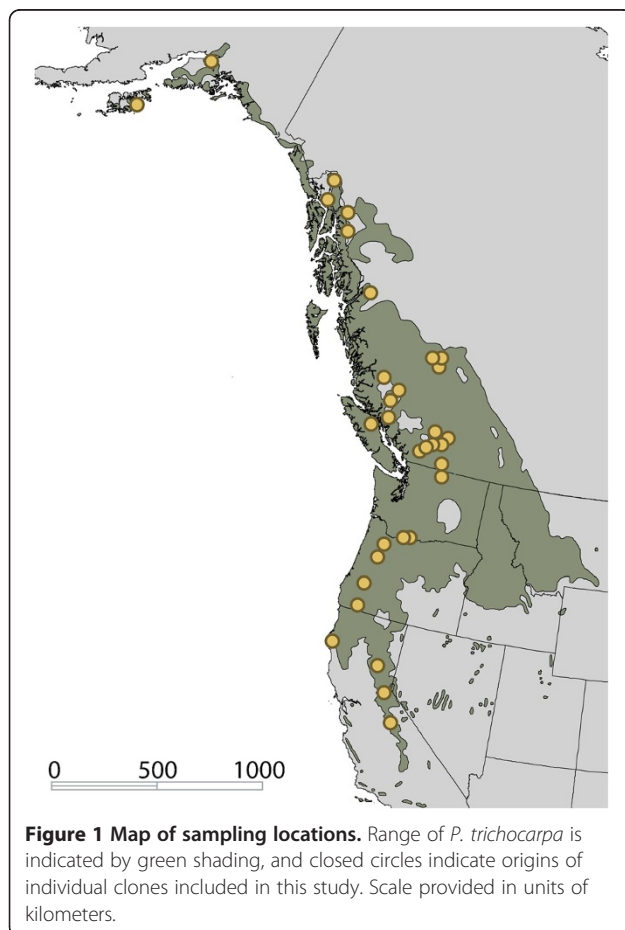 0 500 1000
Figure 1 Map of sampling locations. Range of P. trichocarpa is
indicated by green shading, and closed circles indicate origins of
individual clones included in this study. Scale provided in units of
kilometers.